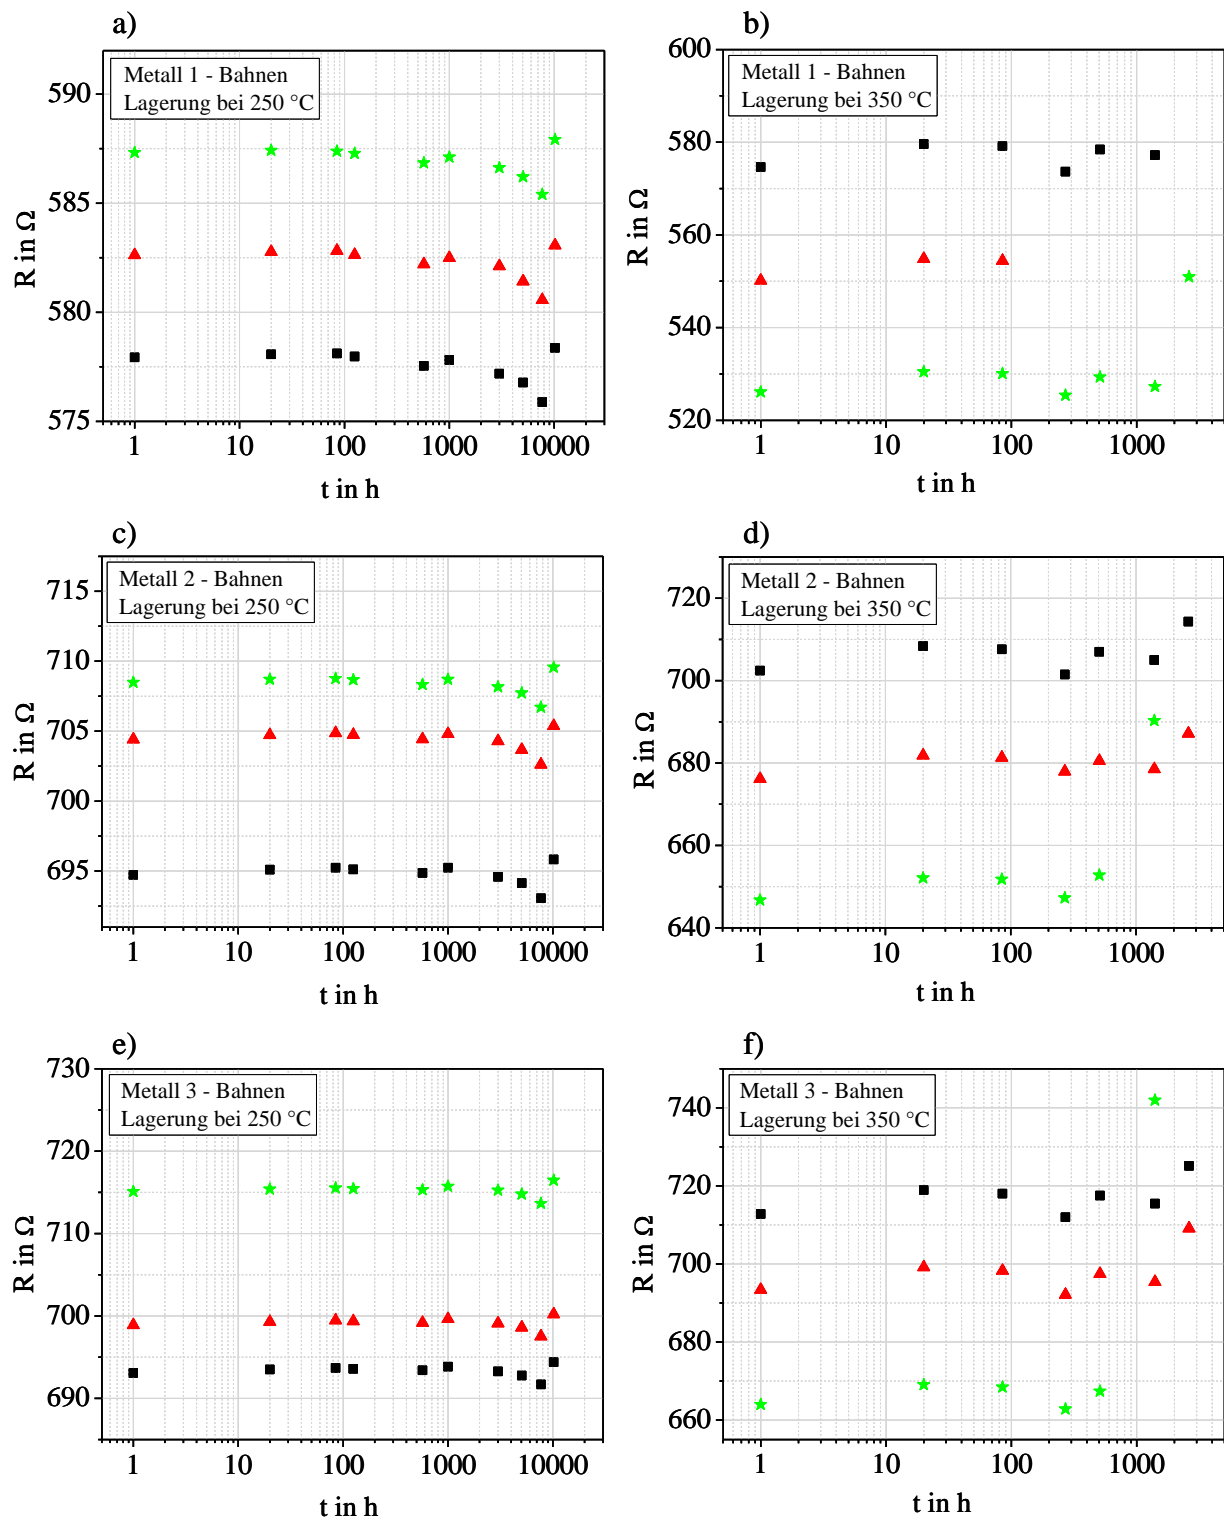 a)
Metall 1 - Bahnen
Lagerung bei 250 °C
590
585
580
575
R in Ω
1 10 100 1000 10000
t in h
b)
Metall 1 - Bahnen
Lagerung bei 350 °C
600
580
560
540
520
R in Ω
1 10 100 1000
t in h
c)
Metall 2 - Bahnen
Lagerung bei 250 °C
715
710
705
700
695
R in Ω
1 10 100 1000 10000
t in h
d)
Metall 2 - Bahnen
Lagerung bei 350 °C
720
700
680
660
640
R in Ω
1 10 100 1000
t in h
e)
Metall 3 - Bahnen
Lagerung bei 250 °C
730
720
710
700
690
R in Ω
1 10 100 1000 10000
t in h
f)
Metall 3 - Bahnen
Lagerung bei 350 °C
740
720
700
680
660
R in Ω
1 10 100 1000
t in h